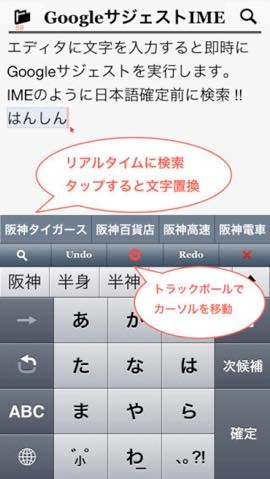 GoogleサジェストIME
エディタに文字を入力すると即時に
Googleサジェストを実行します。
IMEのように日本語確定前に検索!!
はんしん
リアルタイムに検索
タップすると文字置換
阪神タイガース 阪神百貨店 阪神高速 阪神電車
Undo Redo
阪神 半身 半神
トラックボールで
カーソルを移動
あ か
た な は 次候補
ABC ま や ら
小 わ 、。?! 確定